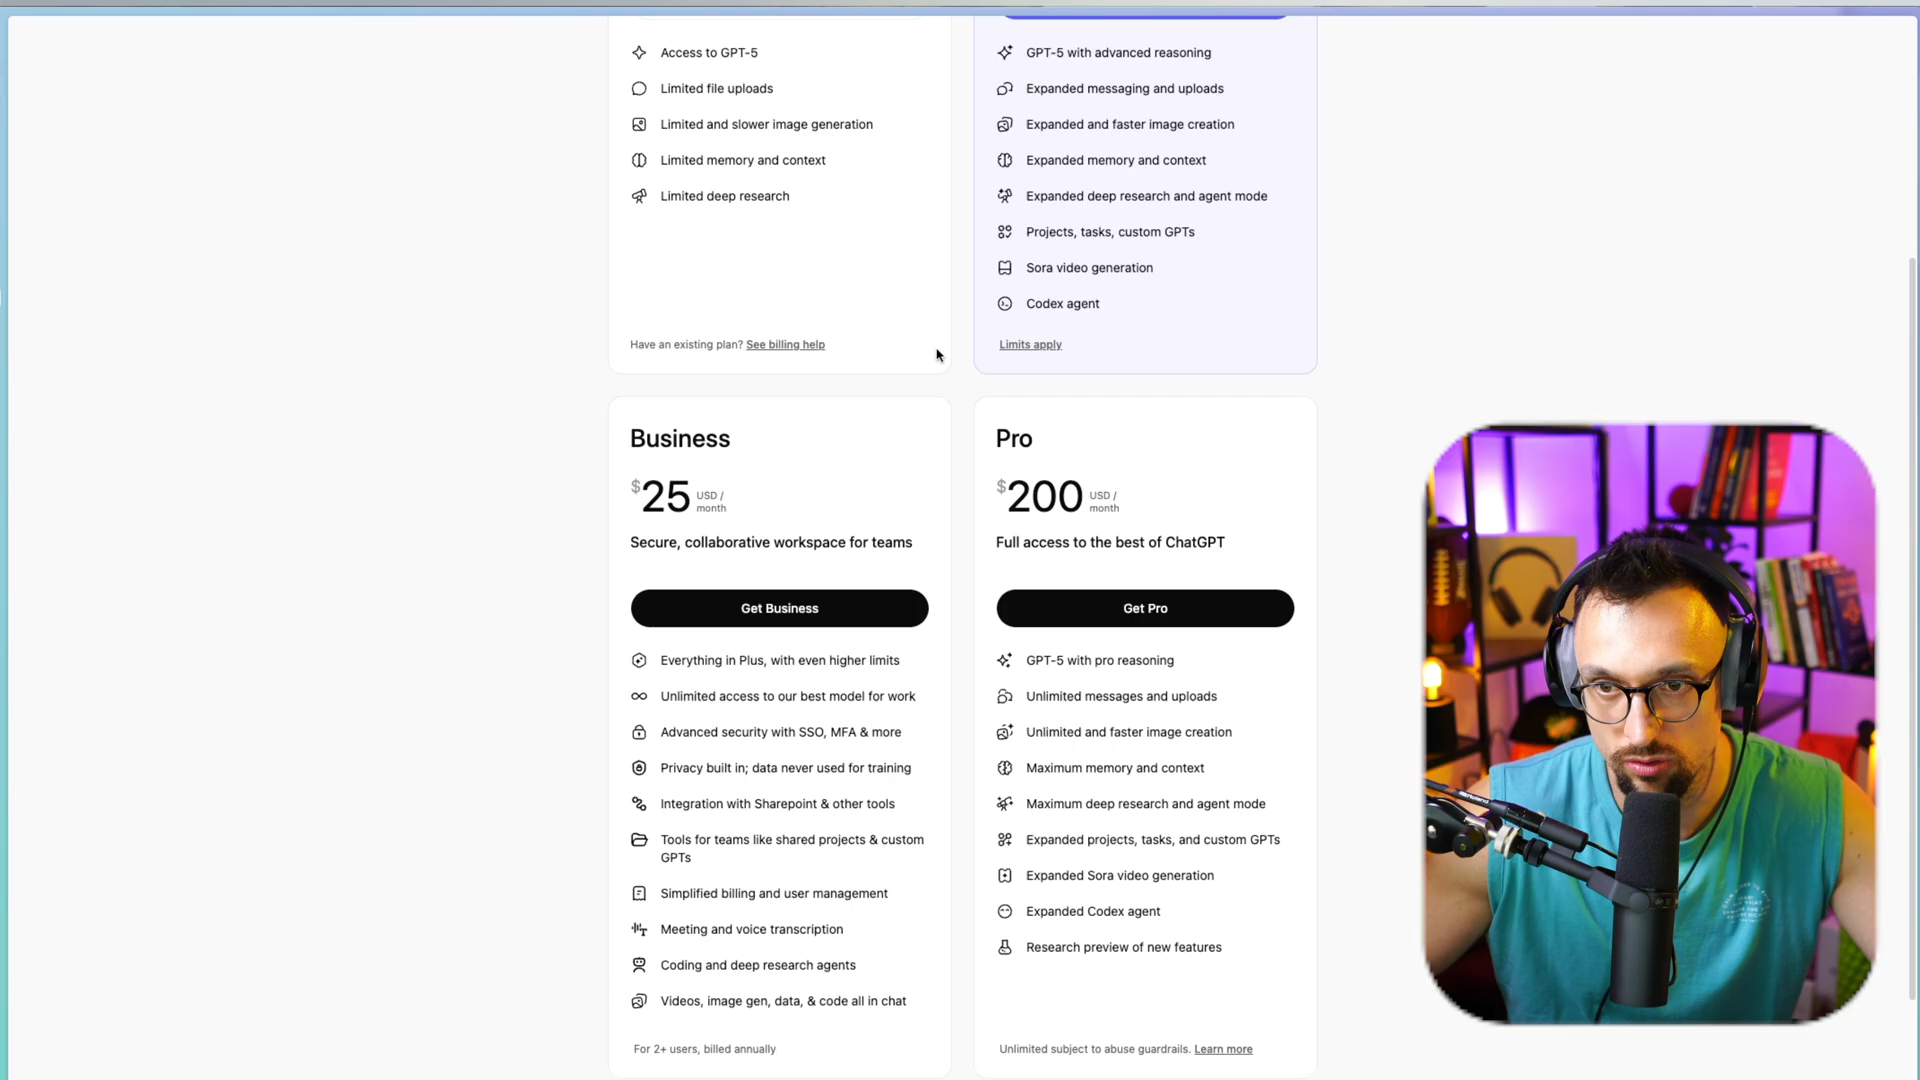 Access to GPT-5
Limited file uploads
Limited and slower image generation
Limited memory and context
Limited deep research
Have an existing plan? See billing help
GPT-5 with advanced reasoning
Expanded messaging and uploads
Expanded and faster image creation
Expanded memory and context
Expanded deep research and agent mode
Projects, tasks, custom GPTs
Sora video generation
Codex agent
Limits apply
Business
$25 USD /
month
Secure, collaborative workspace for teams
Get Business
Everything in Plus, with even higher limits
Unlimited access to our best model for work
Advanced security with SSO, MFA & more
Privacy built in; data never used for training
Integration with Sharepoint & other tools
Tools for teams like shared projects & custom
GPTs
Simplified billing and user management
Meeting and voice transcription
Coding and deep research agents
Videos, image gen, data, & code all in chat
For 2+ users, billed annually
Pro
$200 USD /
month
Full access to the best of ChatGPT
Get Pro
GPT-5 with pro reasoning
Unlimited messages and uploads
Unlimited and faster image creation
Maximum memory and context
Maximum deep research and agent mode
Expanded projects, tasks, and custom GPTs
Expanded Sora video generation
Expanded Codex agent
Research preview of new features
Unlimited subject to abuse guardrails. Learn more